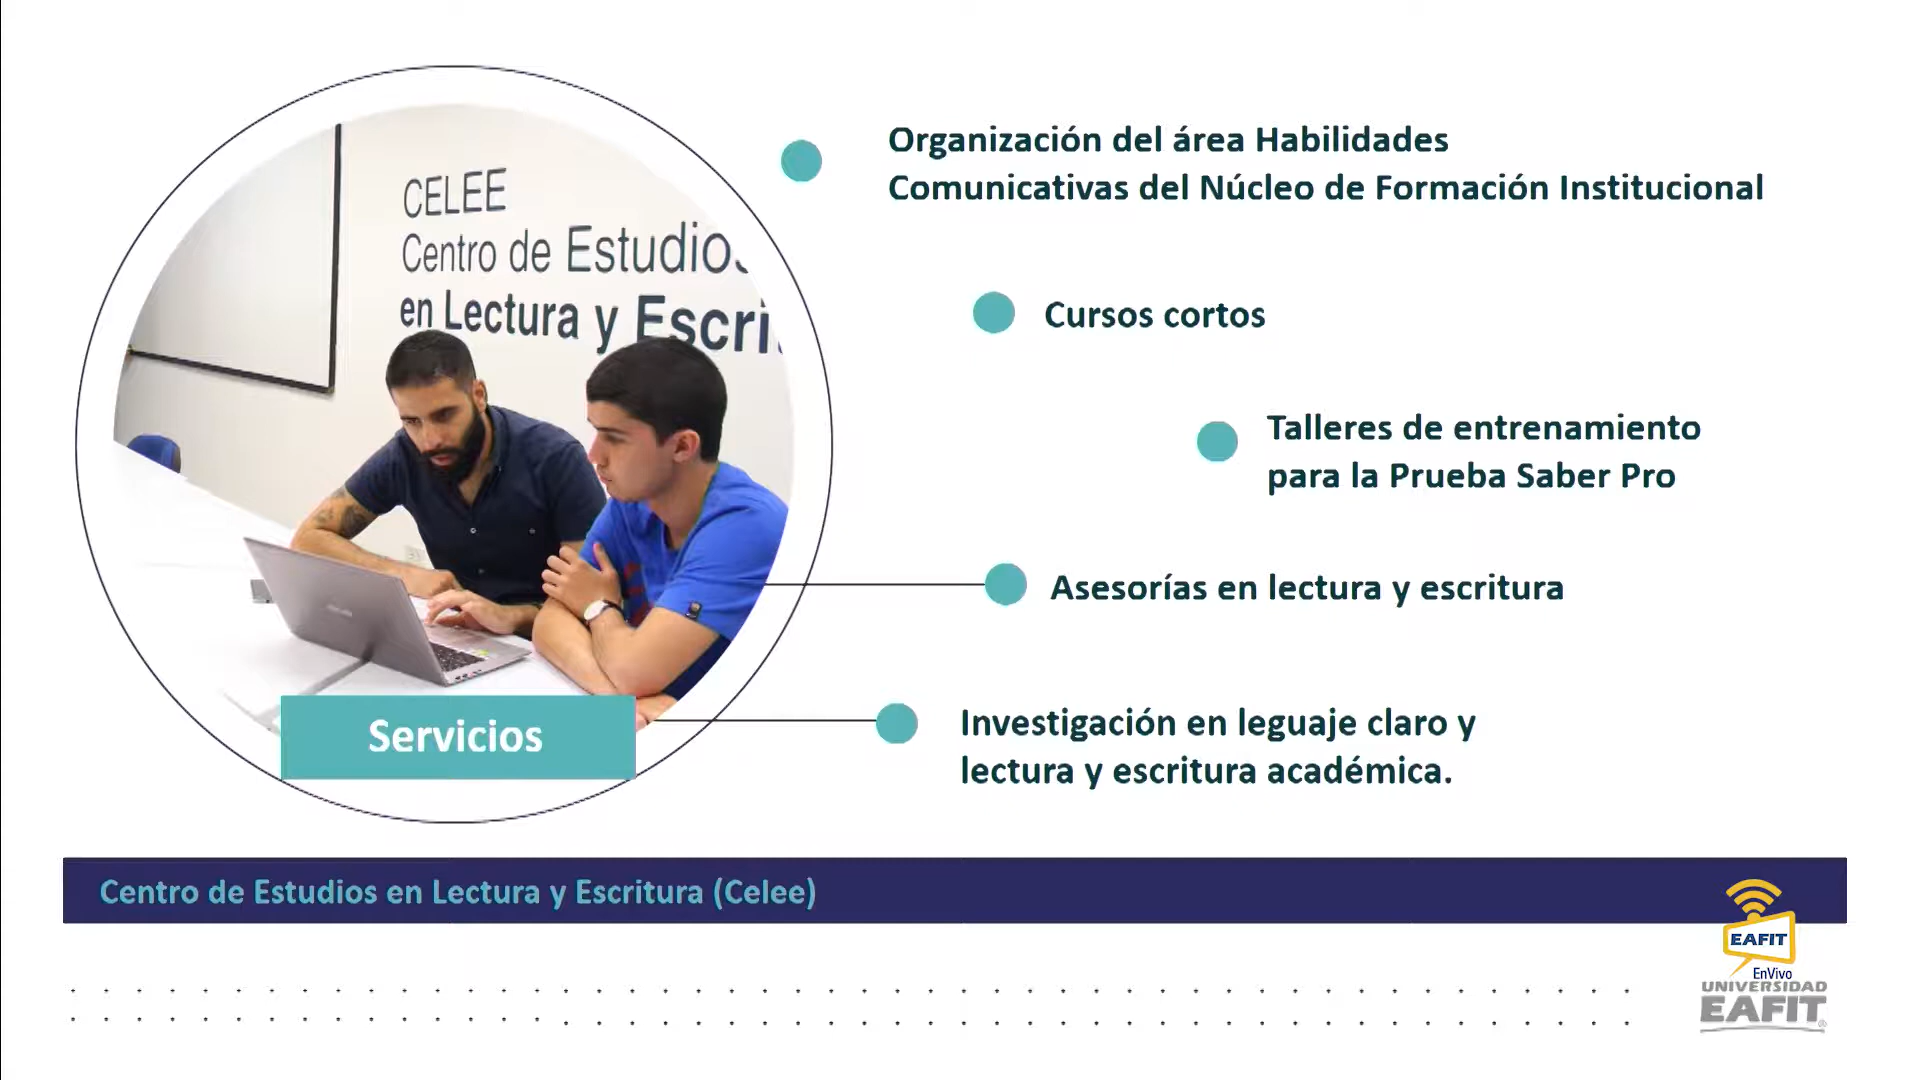 CELEE
Centro de Estudios
en Lectura y Escri
Servicios
Organización del área Habilidades
Comunicativas del Núcleo de Formación Institucional
Cursos cortos
Talleres de entrenamiento
para la Prueba Saber Pro
Asesorías en lectura y escritura
Investigación en leguaje claro y
lectura y escritura académica.
Centro de Estudios en Lectura y Escritura (Celee)
EAFIT
EnVivo
UNIVERSIDAD
EAFIT®